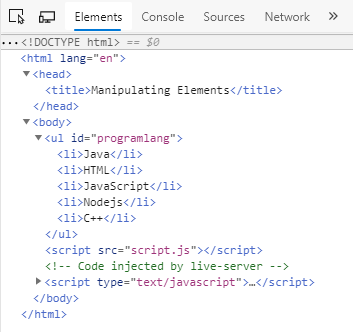 Elements Console Sources Network »
...<!DOCTYPE html> == $0
<html lang="en">
<head>
<title>Manipulating Elements</title>
</head>
<body>
<ul id="programlang">
<li>Java</li>
<li>HTML</li>
<li>JavaScript</li>
<li>Nodejs</li>
<li>C++</li>
</ul>
<script src="script.js"></script>
<!-- Code injected by live-server -->
<script type="text/javascript">…</script>
</body>
</html>